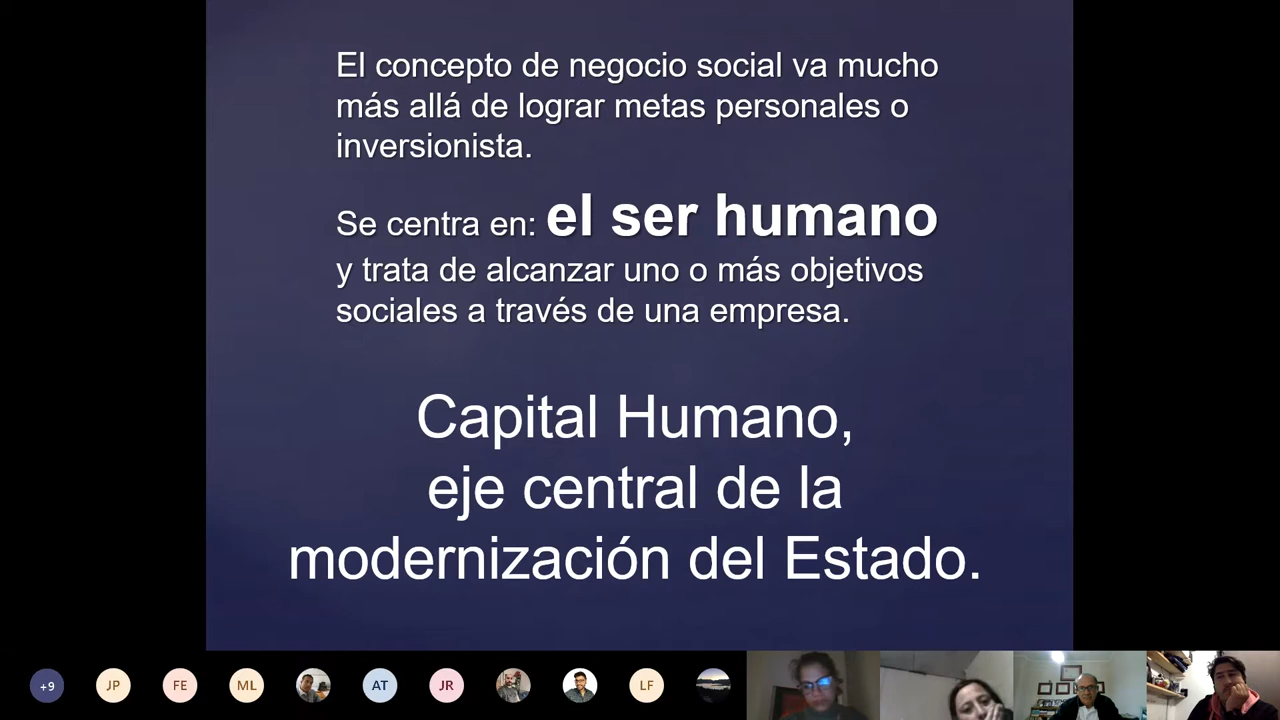 El concepto de negocio social va mucho
más allá de lograr metas personales o
inversionista.
Se centra en: el ser humano
y trata de alcanzar uno o más objetivos
sociales a través de una empresa.
Capital Humano,
eje central de la
modernización del Estado.
+9
JP
FE
ML
AT
JR
LF